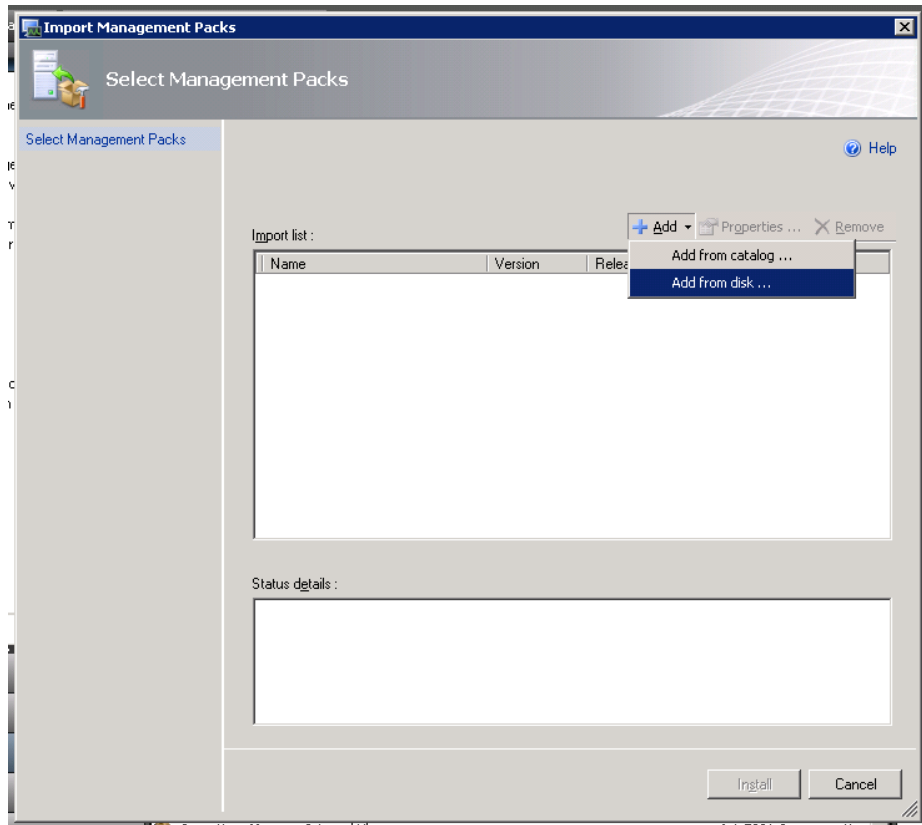 Import Management Packs
Select Management Packs
Select Management Packs
Help
Add Properties ... Remove
Import list :
Add from catalog ...
Name Version
Add from disk ...
Status details :
Install Cancel